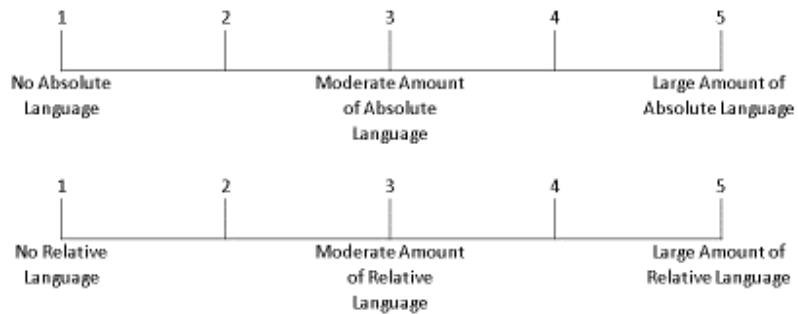 1 2 3 4 5
No Absolute Moderate Amount Large Amount of
Language of Absolute Absolute Language
Language
1 2 3 4 5
No Relative Moderate Amount Large Amount of
Language of Relative Relative Language
Language